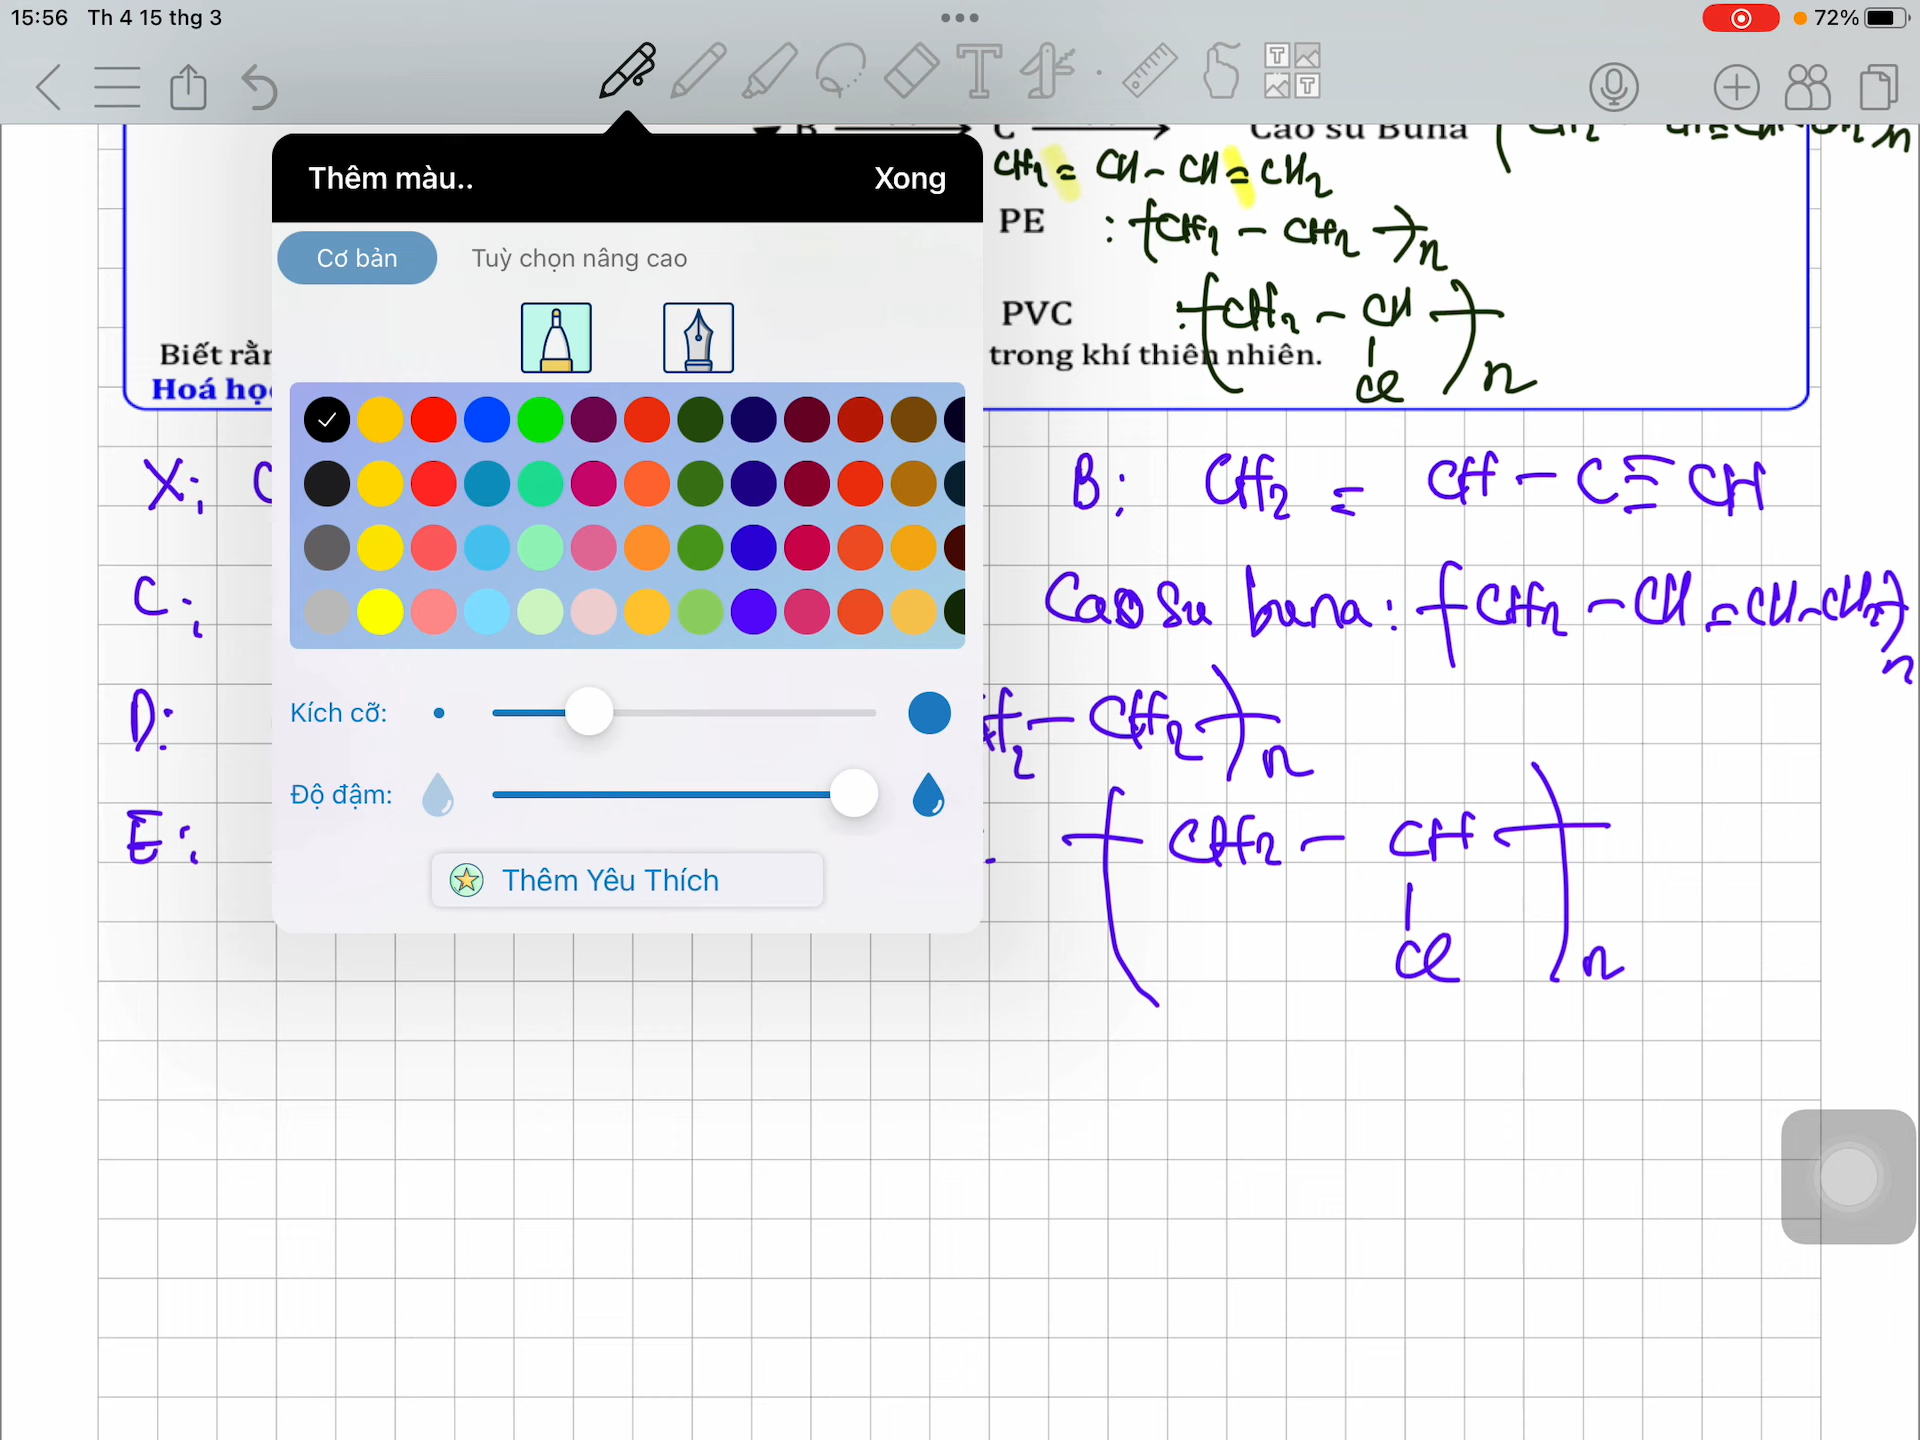 15:56 Th 4 15 thg 3 72%
B C Cao su Buna
Thêm màu.. Xong
CH2 = CH - CH = CH2
Cơ bản Tuỳ chọn nâng cao
PE : ( CH2 - CH2 )n
PVC : ( CH2 - CH )n
Cl
Biết rằn trong khí thiên nhiên.
Hoá họ
X: C B: CH2 = CH - C ≡ CH
C: Cao su buna: ( CH2 - CH = CH - CH2 )n
Kích cỡ:
D: H2 - CH2 )n
Độ đậm:
E: ( CH2 - CH )n
Cl
Thêm Yêu Thích